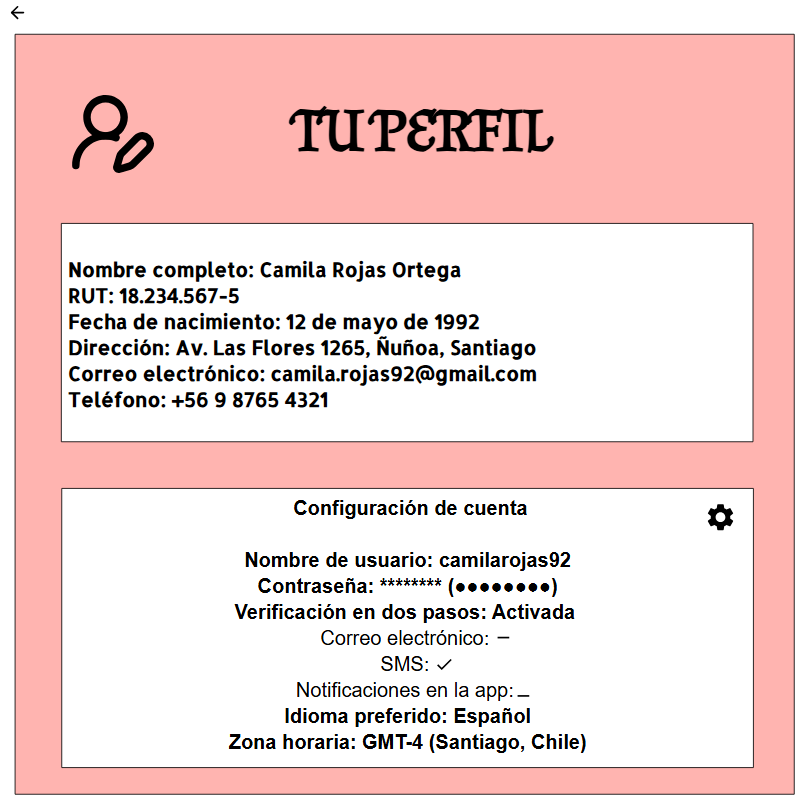 TU PERFIL
Nombre completo: Camila Rojas Ortega
RUT: 18.234.567-5
Fecha de nacimiento: 12 de mayo de 1992
Dirección: Av. Las Flores 1265, Ñuñoa, Santiago
Correo electrónico: camila.rojas92@gmail.com
Teléfono: +56 9 8765 4321
Configuración de cuenta
Nombre de usuario: camilarojas92
Contraseña: ******** (●●●●●●●●)
Verificación en dos pasos: Activada
Correo electrónico: –
SMS: ✓
Notificaciones en la app: _
Idioma preferido: Español
Zona horaria: GMT-4 (Santiago, Chile)